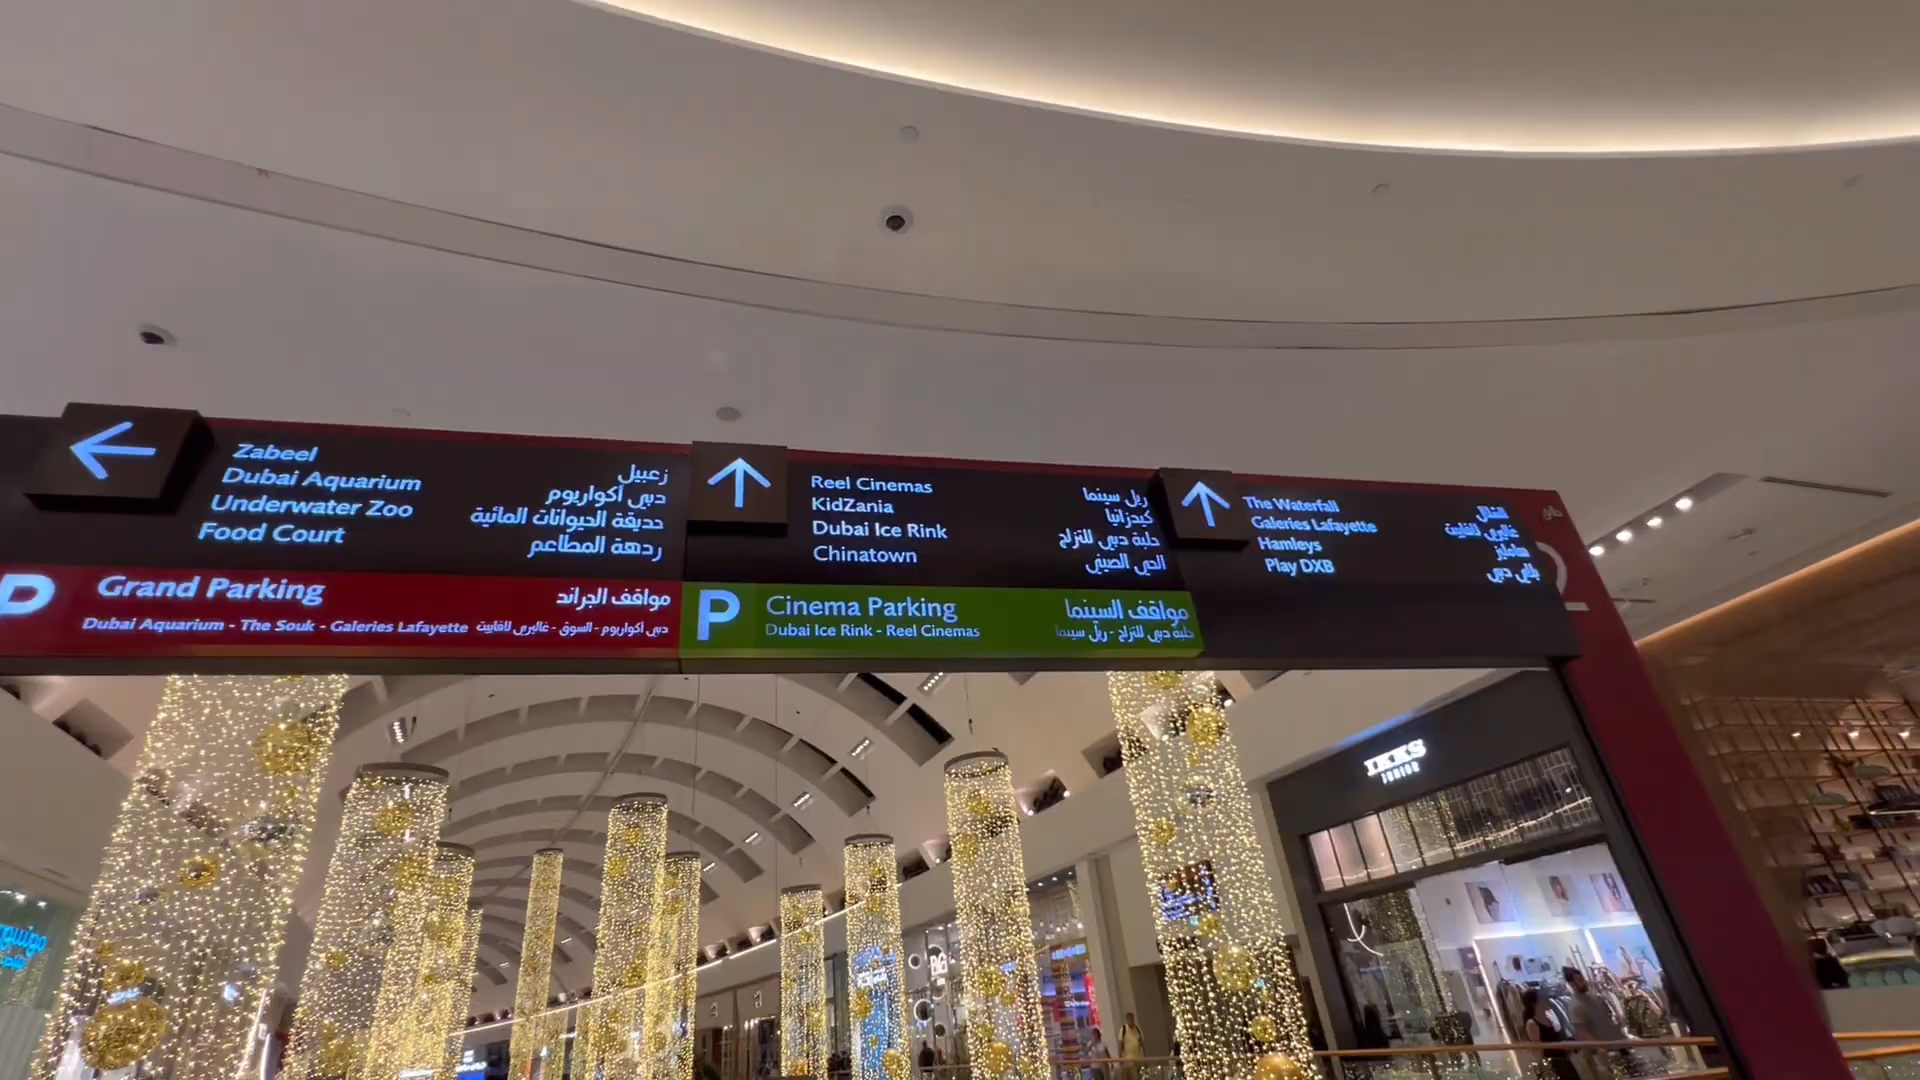 Zabeel
Dubai Aquarium
Underwater Zoo
Food Court
زعبيل
دبي أكواريوم
حديقة الحيوانات المائية
ردهة المطاعم
P
Grand Parking
Dubai Aquarium - The Souk - Galeries Lafayette
مواقف الجراند
دبي أكواريوم - السوق - غاليري لافاييت
Reel Cinemas
KidZania
Dubai Ice Rink
Chinatown
ريل سينما
كيدزانيا
حلبة دبي للتزلج
الحي الصيني
P
Cinema Parking
Dubai Ice Rink - Reel Cinemas
مواقف السينما
حلبة دبي للتزلج - ريل سينما
The Waterfall
Galeries Lafayette
Hamleys
Play DXB
الشلال
غاليري لافاييت
هامليز
بلاي دبي
2
IKKS
JUNIOR